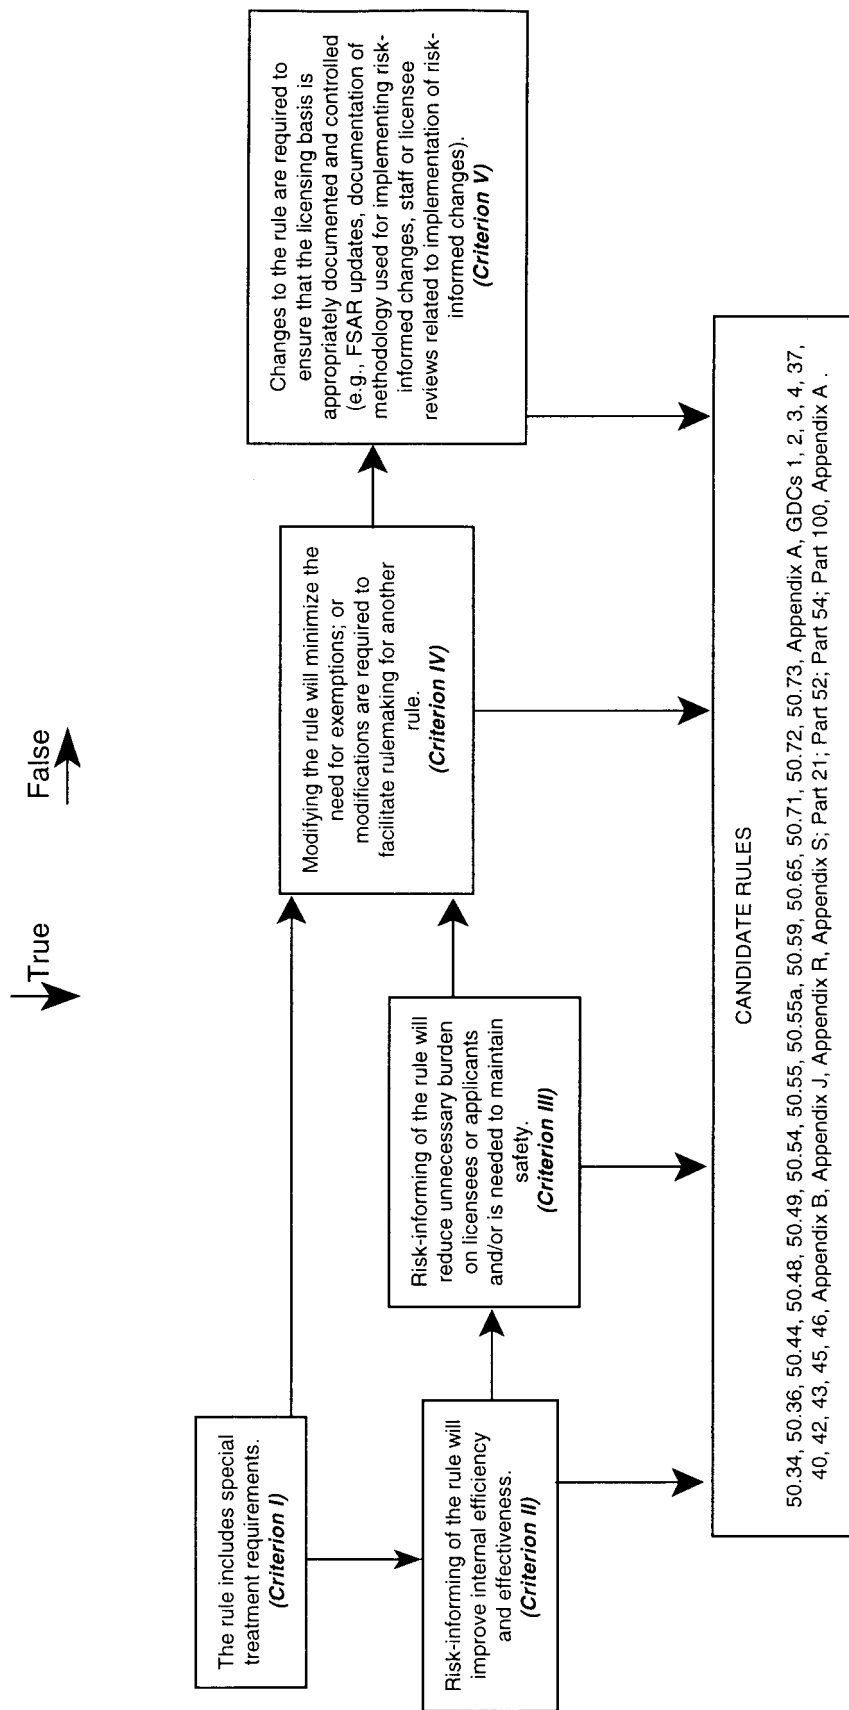 True
False
The rule includes special
treatment requirements.
(Criterion I)
Risk-informing of the rule will
improve internal efficiency
and effectiveness.
(Criterion II)
Risk-informing of the rule will
reduce unnecessary burden
on licensees or applicants
and/or is needed to maintain
safety.
(Criterion III)
Modifying the rule will minimize the
need for exemptions; or
modifications are required to
facilitate rulemaking for another
rule.
(Criterion IV)
Changes to the rule are required to
ensure that the licensing basis is
appropriately documented and controlled
(e.g., FSAR updates, documentation of
methodology used for implementing risk-
informed changes, staff or licensee
reviews related to implementation of risk-
informed changes).
(Criterion V)
CANDIDATE RULES
50.34, 50.36, 50.44, 50.48, 50.49, 50.54, 50.55, 50.55a, 50.59, 50.65, 50.71, 50.72, 50.73, Appendix A, GDCs 1, 2, 3, 4, 37,
40, 42, 43, 45, 46, Appendix B, Appendix J, Appendix R, Appendix S; Part 21; Part 52; Part 54; Part 100, Appendix A .